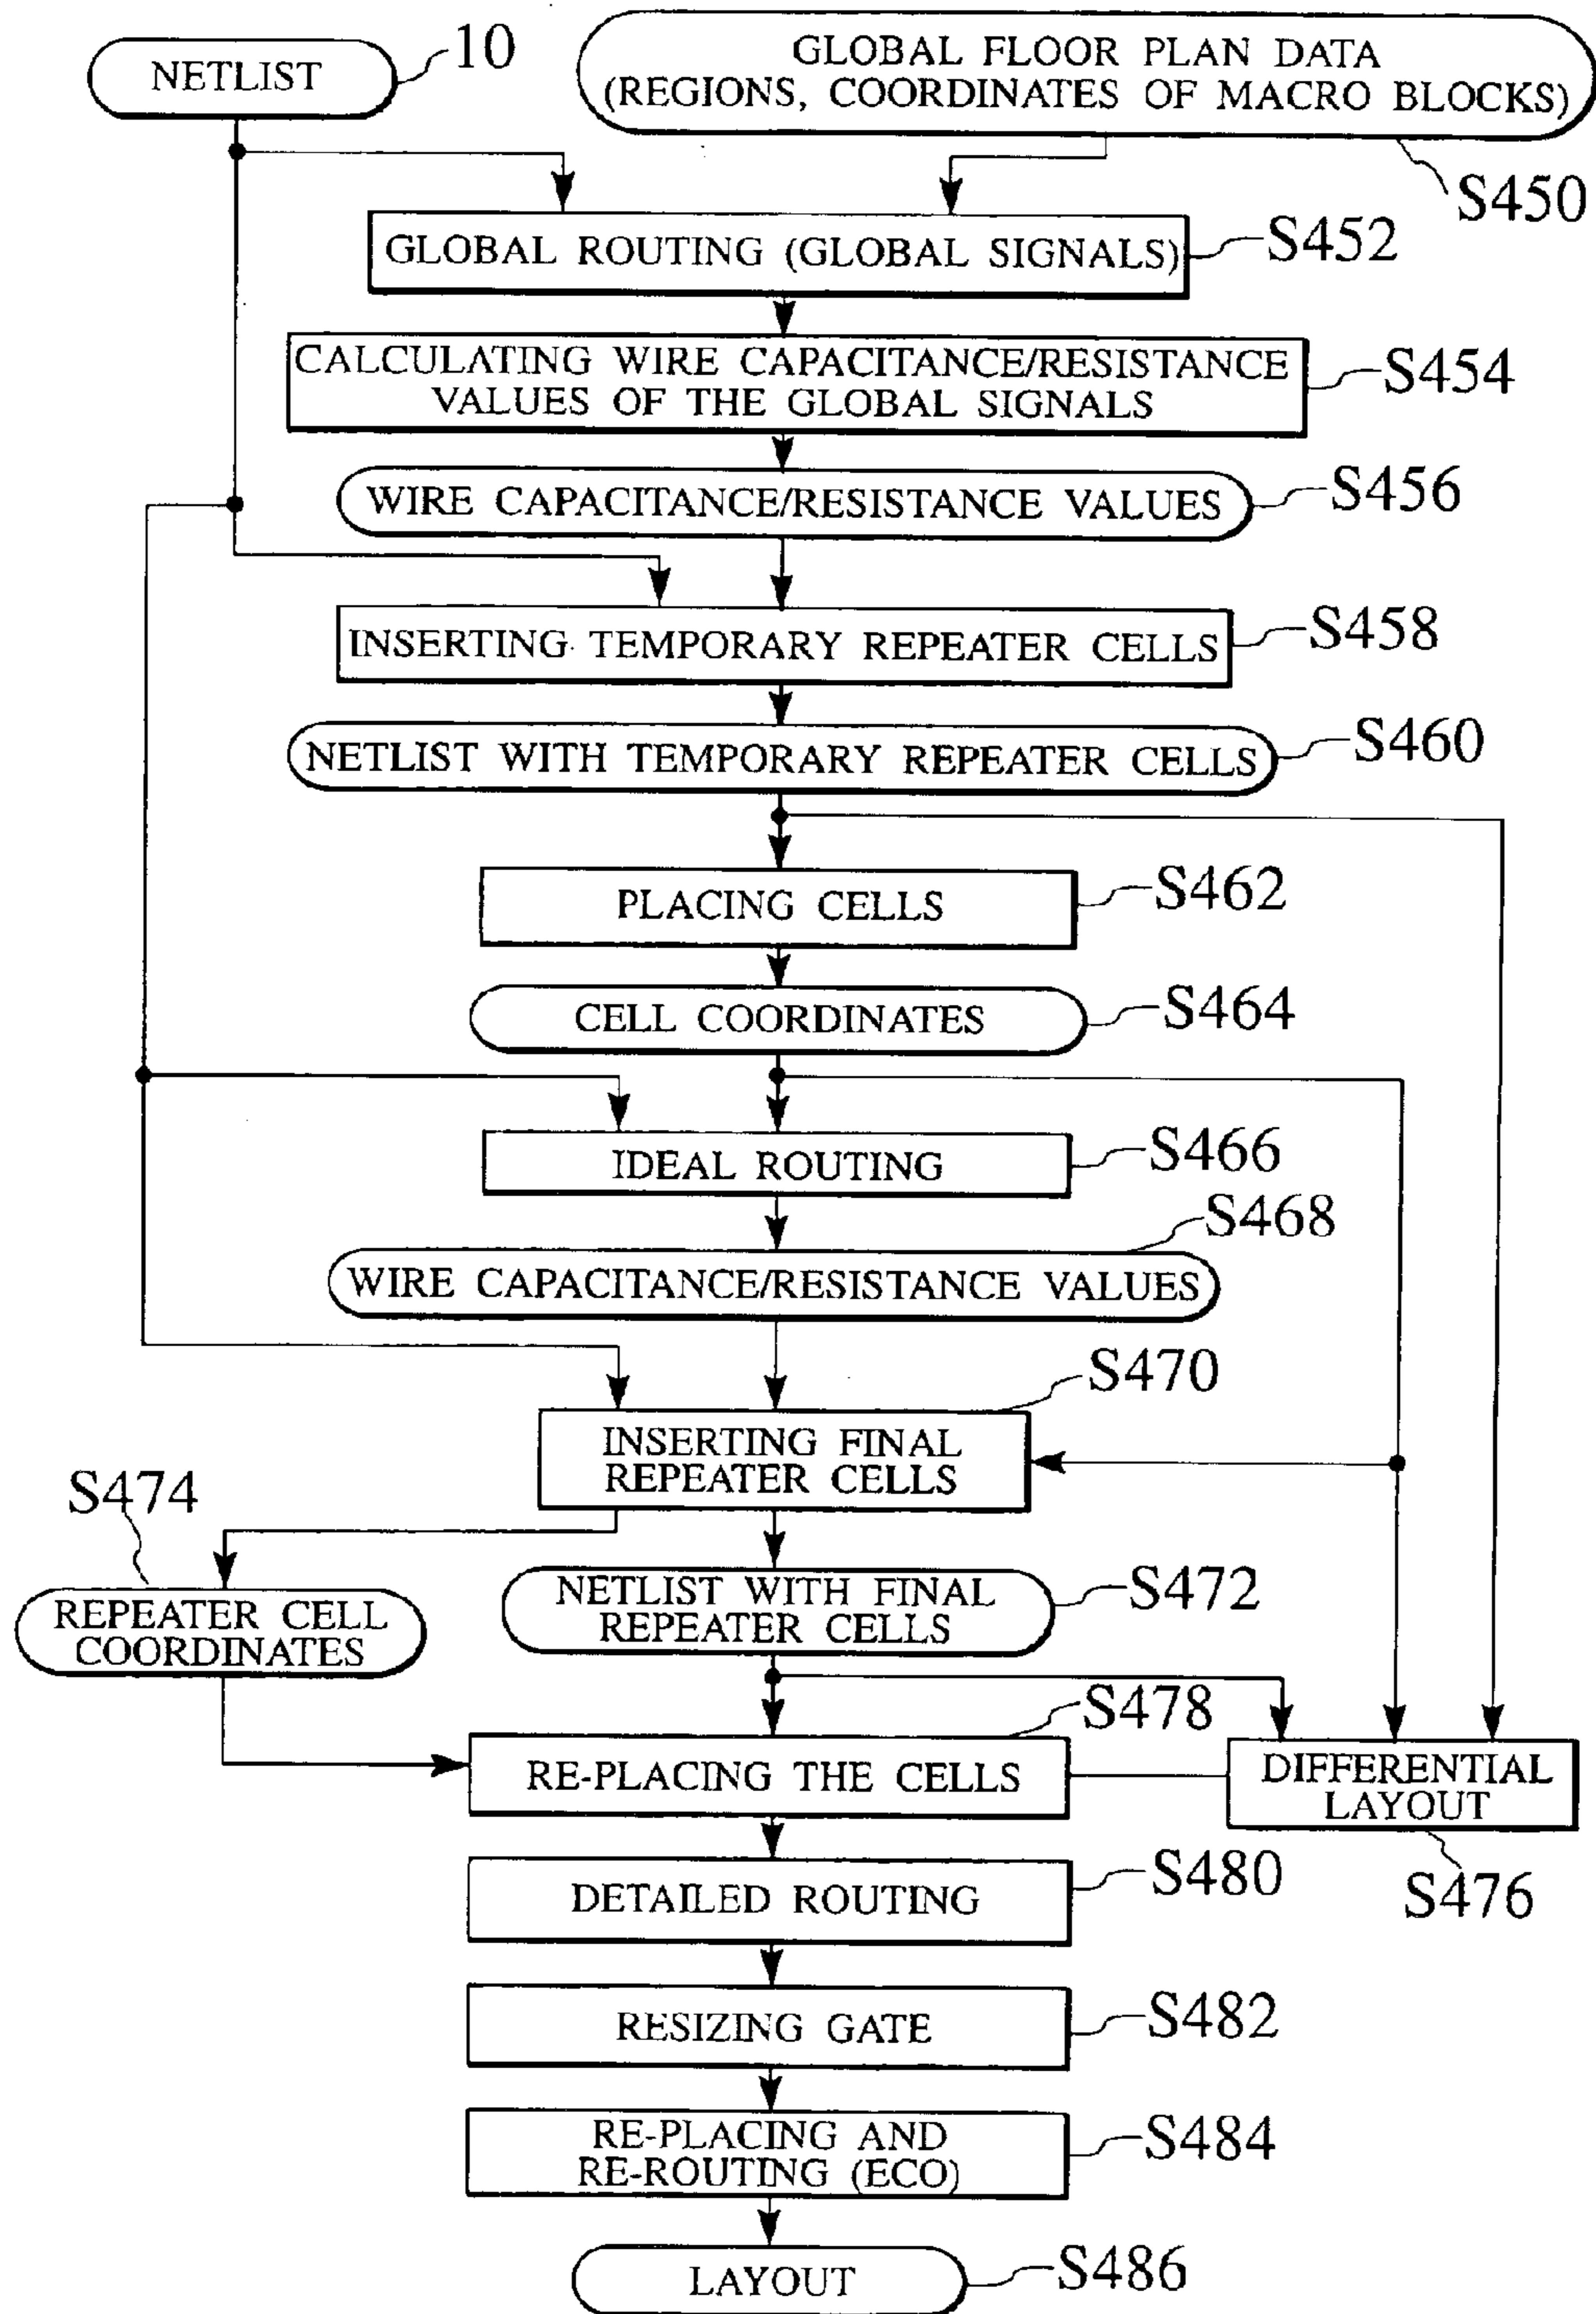 NETLIST
10
GLOBAL FLOOR PLAN DATA
(REGIONS, COORDINATES OF MACRO BLOCKS)
S450
GLOBAL ROUTING (GLOBAL SIGNALS)
S452
CALCULATING WIRE CAPACITANCE/RESISTANCE
VALUES OF THE GLOBAL SIGNALS
S454
WIRE CAPACITANCE/RESISTANCE VALUES
S456
INSERTING TEMPORARY REPEATER CELLS
S458
NETLIST WITH TEMPORARY REPEATER CELLS
S460
PLACING CELLS
S462
CELL COORDINATES
S464
IDEAL ROUTING
S466
S468
WIRE CAPACITANCE/RESISTANCE VALUES
S470
INSERTING FINAL
REPEATER CELLS
S474
REPEATER CELL
COORDINATES
NETLIST WITH FINAL
REPEATER CELLS
S472
S478
RE-PLACING THE CELLS
DIFFERENTIAL
LAYOUT
S476
DETAILED ROUTING
S480
RESIZING GATE
S482
RE-PLACING AND
RE-ROUTING (ECO)
S484
LAYOUT
S486